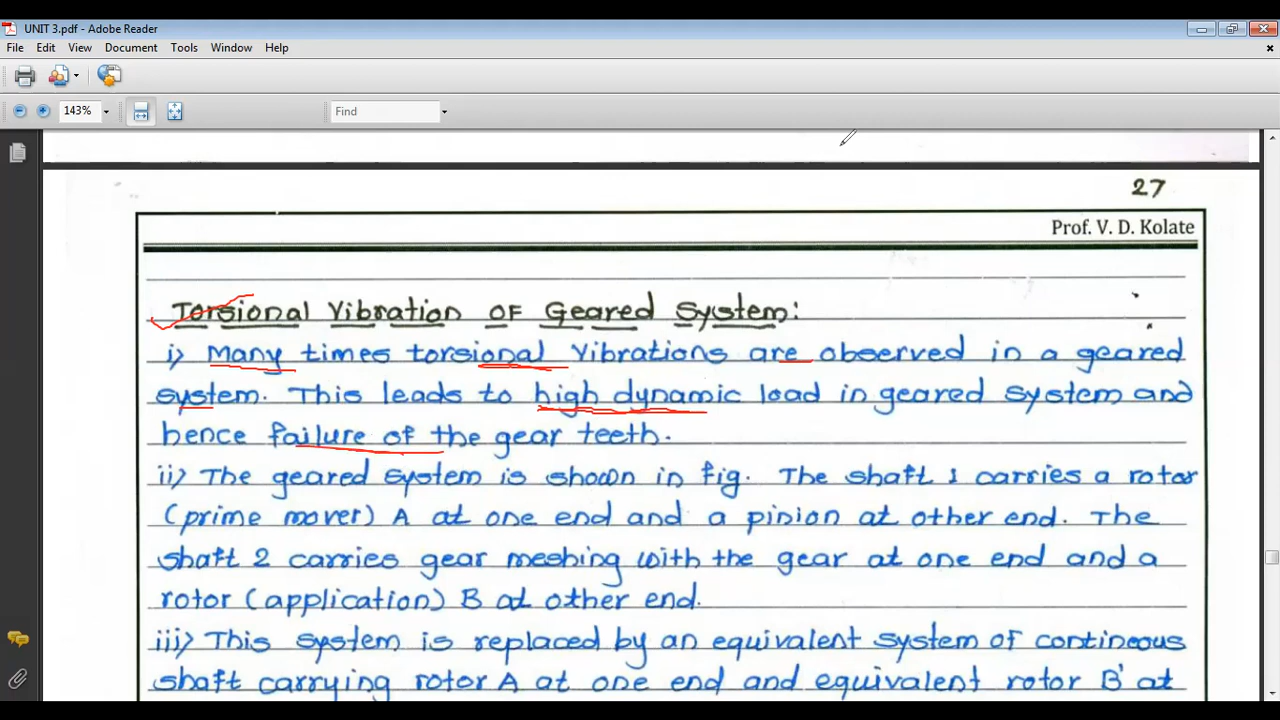 UNIT 3.pdf - Adobe Reader
File Edit View Document Tools Window Help
143% Find
27
Prof. V. D. Kolate
Torsional Vibration of Geared System:
i) Many times torsional Vibrations are observed in a geared
system. This leads to high dynamic load in geared system and
hence failure of the gear teeth.
ii) The geared system is shown in fig. The shaft 1 carries a rotor
(prime mover) A at one end and a pinion at other end. The
shaft 2 carries gear meshing with the gear at one end and a
rotor (application) B at other end.
iii) This system is replaced by an equivalent system of contineous
shaft carrying rotor A at one end and equivalent rotor B' at